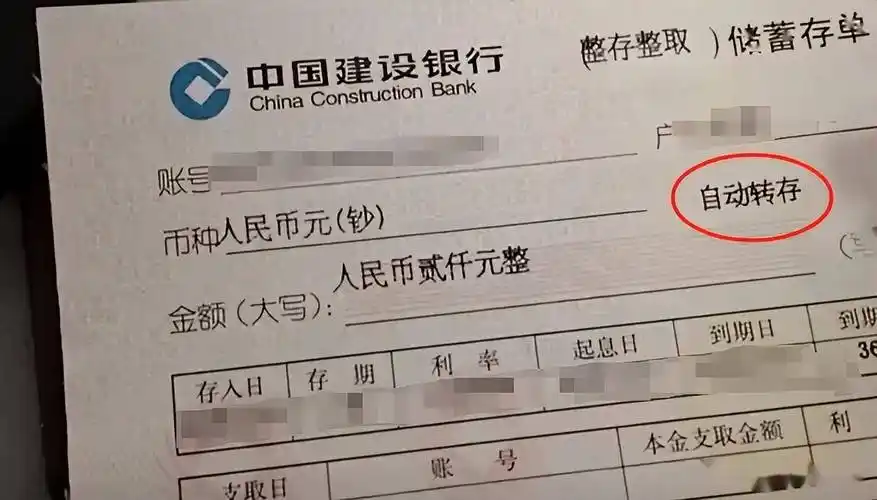 中国建设银行
China Construction Bank
(整存整取 ) 储蓄存单
账号
户
币种人民币元(钞)
自动转存
金额(大写): 人民币贰仟元整
存入日 存 期 利 率 起息日 到期日 到期
36
支取日 账 号 本金支取金额 利